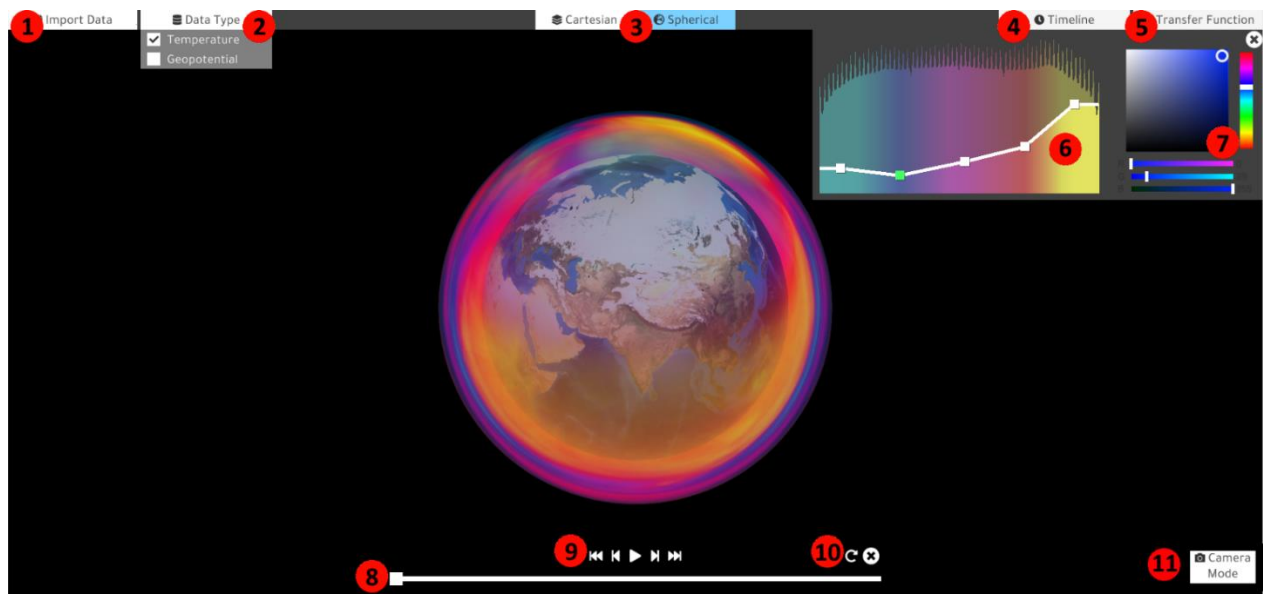 1 Import Data
Data Type 2
Cartesian 3 Spherical
4 Timeline
5 Transfer Function
Temperature
Geopotential
6
7
8
9
10
11
Camera
Mode